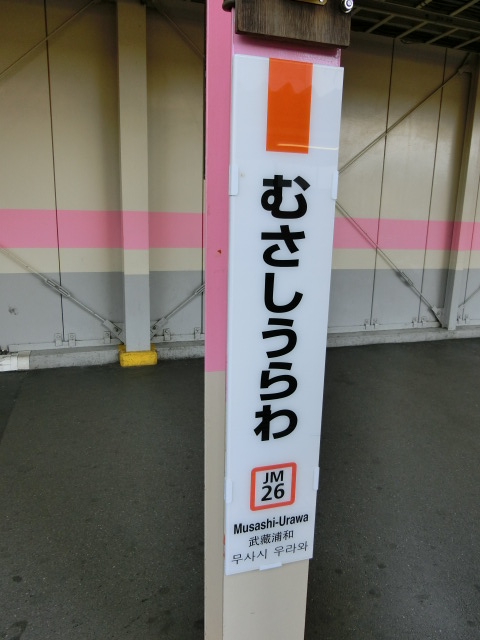 むさしうらわ
JM
26
Musashi-Urawa
武蔵浦和
무사시 우라와